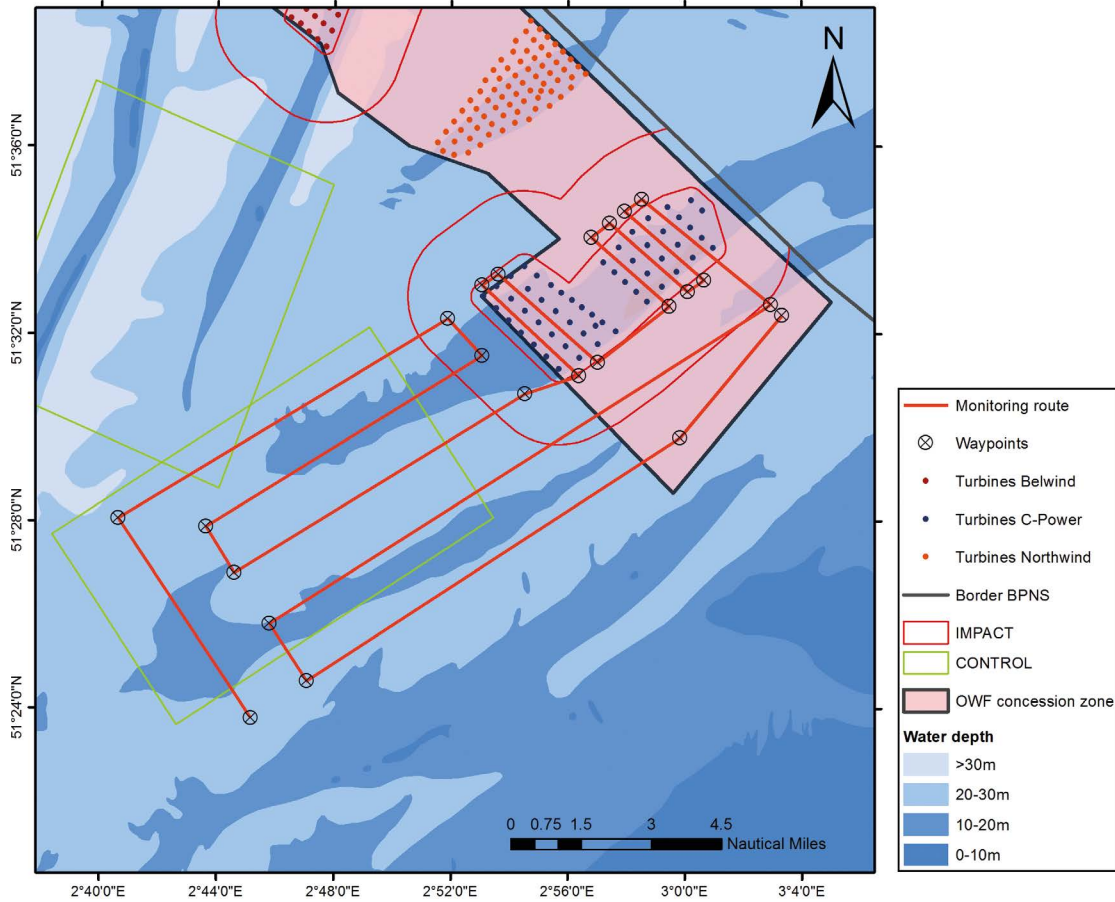 N
51°36'0"N
51°32'0"N
51°28'0"N
51°24'0"N
0 0.75 1.5 3 4.5
Nautical Miles
2°40'0"E 2°44'0"E 2°48'0"E 2°52'0"E 2°56'0"E 3°0'0"E 3°4'0"E
Monitoring route
Waypoints
Turbines Belwind
Turbines C-Power
Turbines Northwind
Border BPNS
IMPACT
CONTROL
OWF concession zone
Water depth
>30m
20-30m
10-20m
0-10m